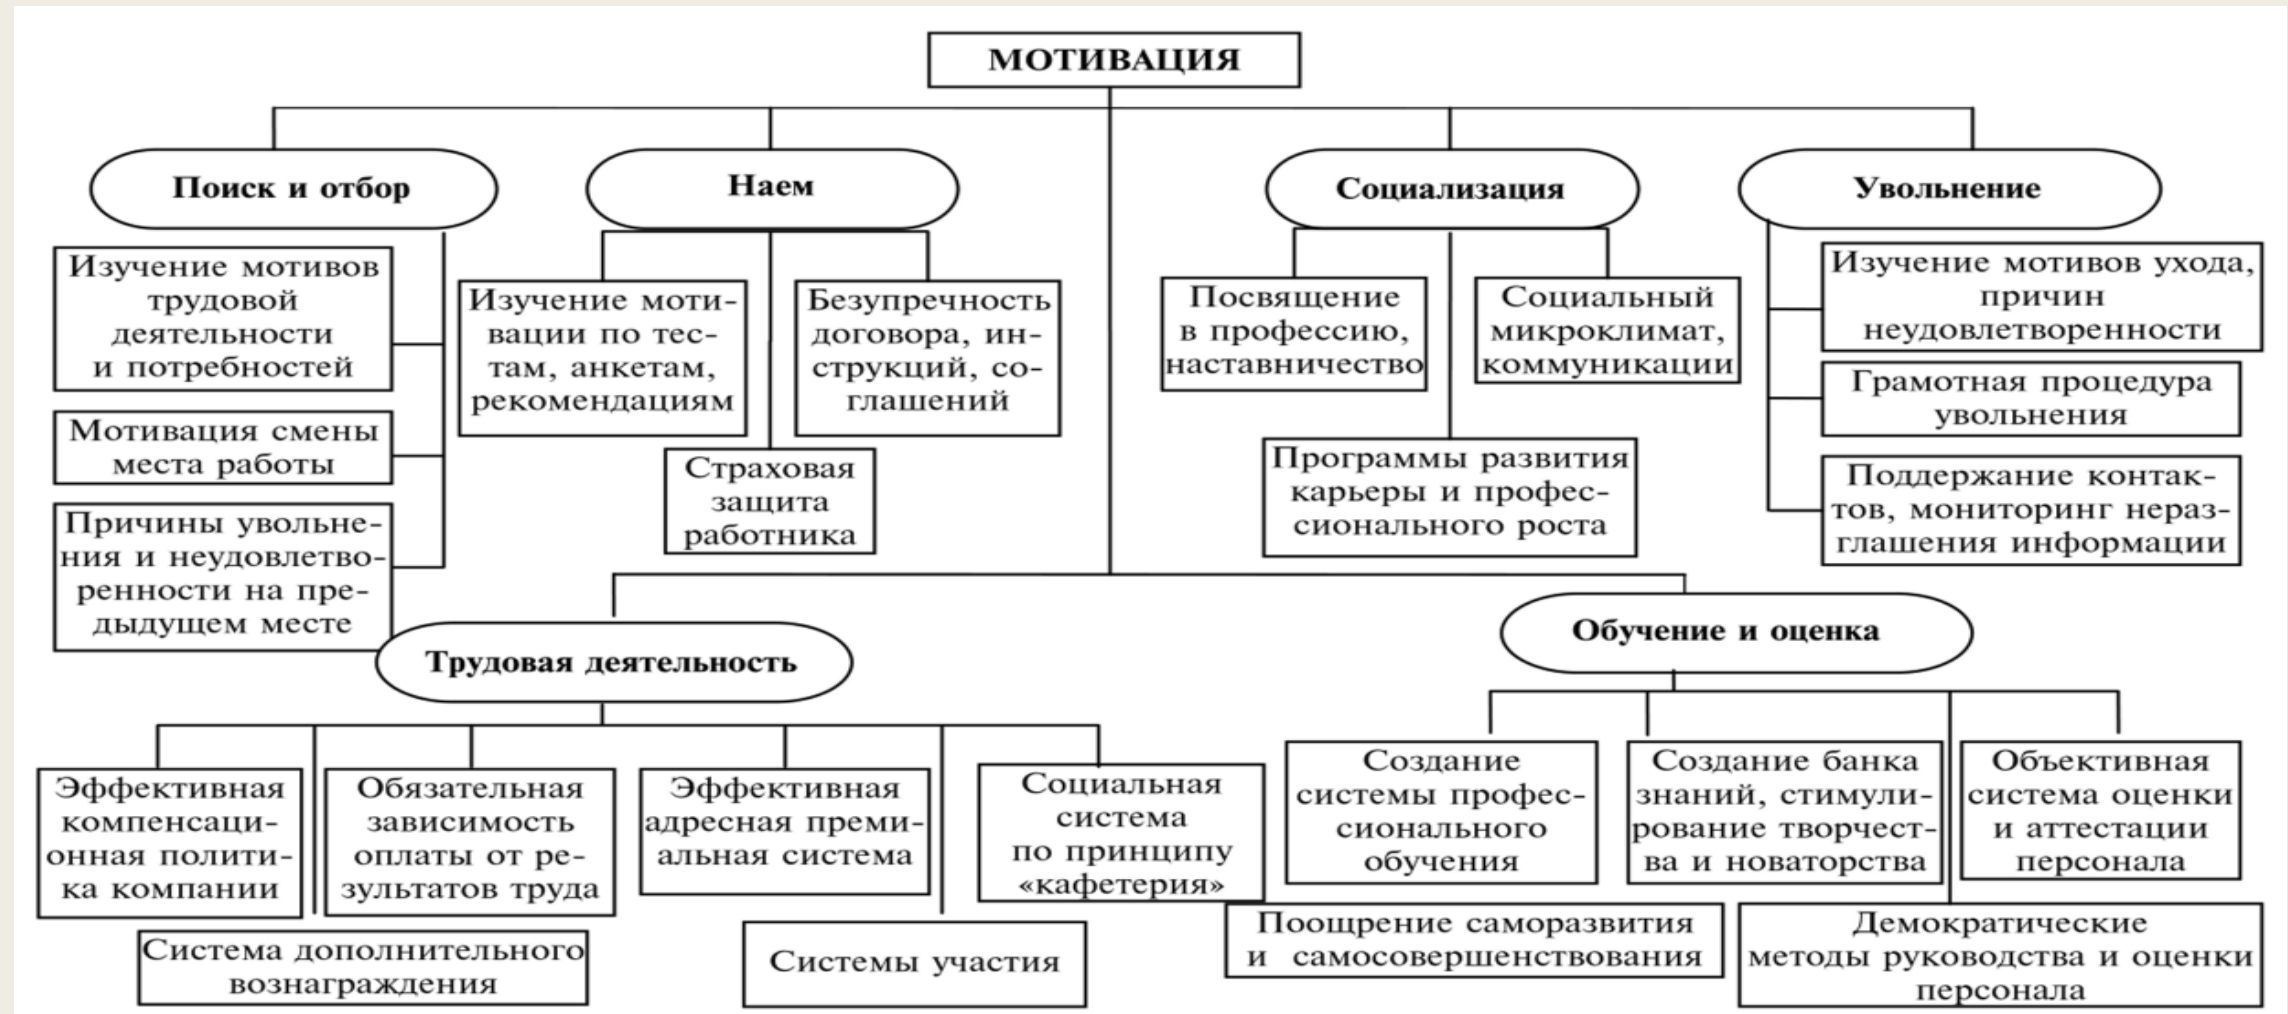 МОТИВАЦИЯ
Поиск и отбор
Изучение мотивов
трудовой
деятельности
и потребностей
Мотивация смены
места работы
Причины увольне-
ния и неудовлетво-
ренности на пре-
дыдущем месте
Наем
Изучение моти-
вации по тес-
там, анкетам,
рекомендациям
Страховая
защита
работника
Безупречность
договора, ин-
струкций, со-
глашений
Социализация
Посвящение
в профессию,
наставничество
Программы развития
карьеры и профес-
сионального роста
Социальный
микроклимат,
коммуникации
Увольнение
Изучение мотивов ухода,
причин
неудовлетворенности
Грамотная процедура
увольнения
Поддержание контак-
тов, мониторинг нераз-
глашения информации
Трудовая деятельность
Эффективная
компенсаци-
онная полити-
ка компании
Система дополнительного
вознаграждения
Обязательная
зависимость
оплаты от ре-
зультатов труда
Эффективная
адресная преми-
альная система
Системы участия
Социальная
система
по принципу
«кафетерия»
Обучение и оценка
Создание
системы профес-
сионального
обучения
Поощрение саморазвития
и самосовершенствования
Создание банка
знаний, стимули-
рование творчест-
ва и новаторства
Объективная
система оценки
и аттестации
персонала
Демократические
методы руководства и оценки
персонала